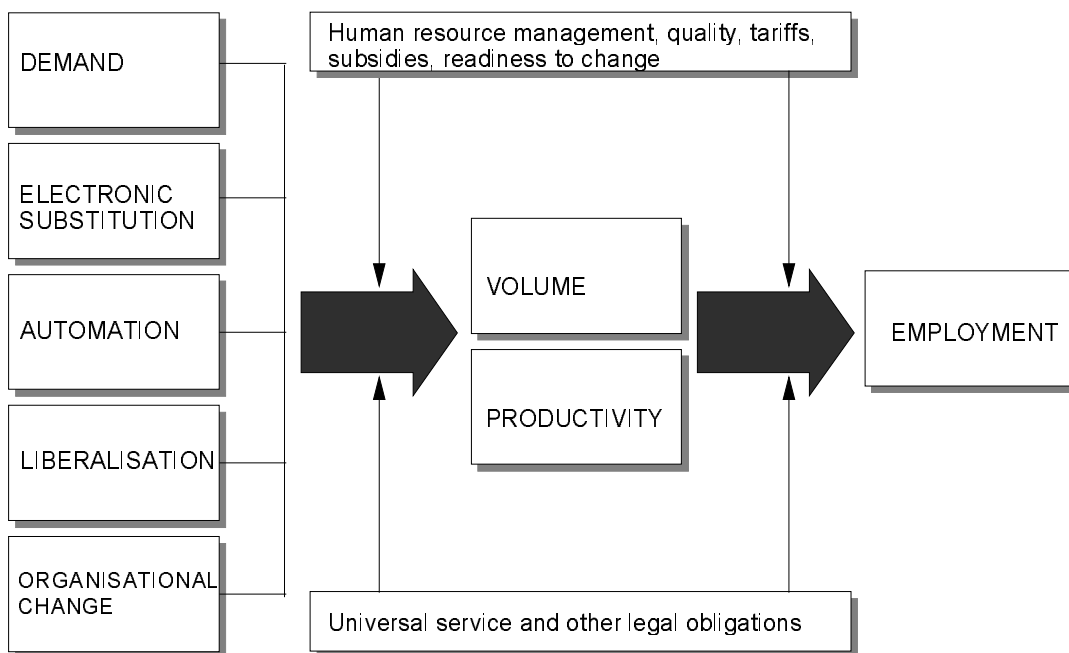 DEMAND
ELECTRONIC
SUBSTITUTION
AUTOMATION
LIBERALISATION
ORGANISATIONAL
CHANGE
Human resource management, quality, tariffs,
subsidies, readiness to change
VOLUME
PRODUCTIVITY
Universal service and other legal obligations
EMPLOYMENT